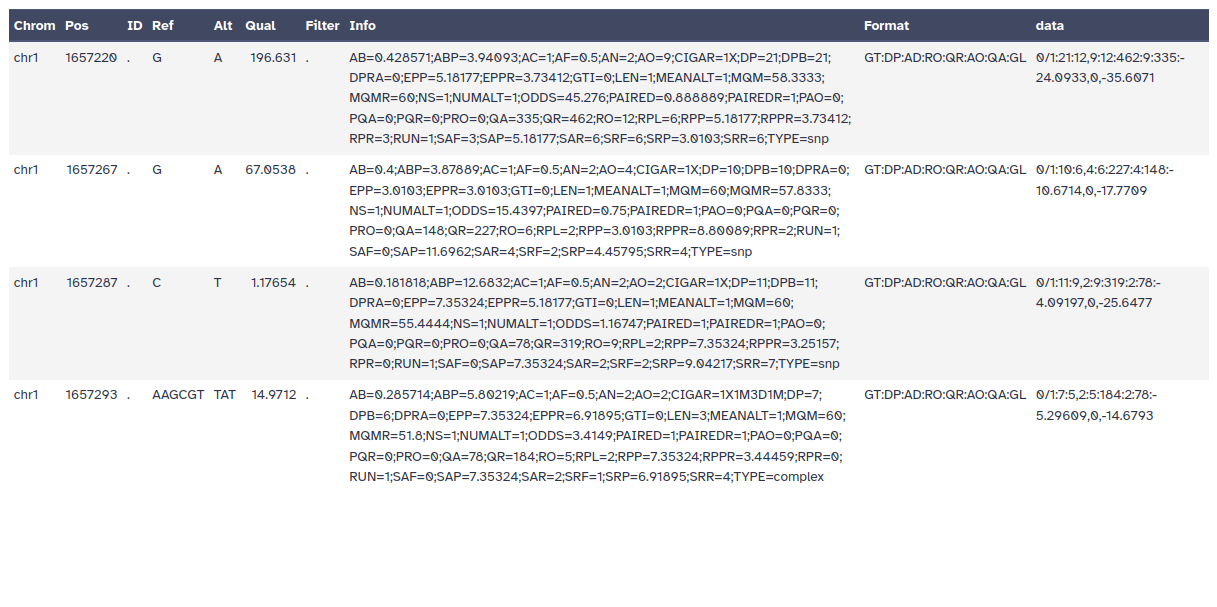 Chrom Pos ID Ref Alt Qual Filter Info Format data
chr1 1657220 . G A 196.631 . AB=0.428571;ABP=3.94093;AC=1;AF=0.5;AN=2;AO=9;CIGAR=1X;DP=21;DPB=21; GT:DP:AD:RO:QR:AO:QA:GL 0/1:21:12,9:12:462:9:335:-
DPRA=0;EPP=5.18177;EPPR=3.73412;GTI=0;LEN=1;MEANALT=1;MQM=58.3333; 24.0933,0,-35.6071
MQMR=60;NS=1;NUMALT=1;ODDS=45.276;PAIRED=0.888889;PAIREDR=1;PAO=0;
PQA=0;PQR=0;PRO=0;QA=335;QR=462;RO=12;RPL=6;RPP=5.18177;RPPR=3.73412;
RPR=3;RUN=1;SAF=3;SAP=5.18177;SAR=6;SRF=6;SRP=3.0103;SRR=6;TYPE=snp
chr1 1657267 . G A 67.0538 . AB=0.4;ABP=3.87889;AC=1;AF=0.5;AN=2;AO=4;CIGAR=1X;DP=10;DPB=10;DPRA=0; GT:DP:AD:RO:QR:AO:QA:GL 0/1:10:6,4:6:227:4:148:-
EPP=3.0103;EPPR=3.0103;GTI=0;LEN=1;MEANALT=1;MQM=60;MQMR=57.8333; 10.6714,0,-17.7709
NS=1;NUMALT=1;ODDS=15.4397;PAIRED=0.75;PAIREDR=1;PAO=0;PQA=0;PQR=0;
PRO=0;QA=148;QR=227;RO=6;RPL=2;RPP=3.0103;RPPR=8.80089;RPR=2;RUN=1;
SAF=0;SAP=11.6962;SAR=4;SRF=2;SRP=4.45795;SRR=4;TYPE=snp
chr1 1657287 . C T 1.17654 . AB=0.181818;ABP=12.6832;AC=1;AF=0.5;AN=2;AO=2;CIGAR=1X;DP=11;DPB=11; GT:DP:AD:RO:QR:AO:QA:GL 0/1:11:9,2:9:319:2:78:-
DPRA=0;EPP=7.35324;EPPR=5.18177;GTI=0;LEN=1;MEANALT=1;MQM=60; 4.09197,0,-25.6477
MQMR=55.4444;NS=1;NUMALT=1;ODDS=1.16747;PAIRED=1;PAIREDR=1;PAO=0;
PQA=0;PQR=0;PRO=0;QA=78;QR=319;RO=9;RPL=2;RPP=7.35324;RPPR=3.25157;
RPR=0;RUN=1;SAF=0;SAP=7.35324;SAR=2;SRF=2;SRP=9.04217;SRR=7;TYPE=snp
chr1 1657293 . AAGCGT TAT 14.9712 . AB=0.285714;ABP=5.80219;AC=1;AF=0.5;AN=2;AO=2;CIGAR=1X1M3D1M;DP=7; GT:DP:AD:RO:QR:AO:QA:GL 0/1:7:5,2:5:184:2:78:-
DPB=6;DPRA=0;EPP=7.35324;EPPR=6.91895;GTI=0;LEN=3;MEANALT=1;MQM=60; 5.29609,0,-14.6793
MQMR=51.8;NS=1;NUMALT=1;ODDS=3.4149;PAIRED=1;PAIREDR=1;PAO=0;PQA=0;
PQR=0;PRO=0;QA=78;QR=184;RO=5;RPL=2;RPP=7.35324;RPPR=3.44459;RPR=0;
RUN=1;SAF=0;SAP=7.35324;SAR=2;SRF=1;SRP=6.91895;SRR=4;TYPE=complex